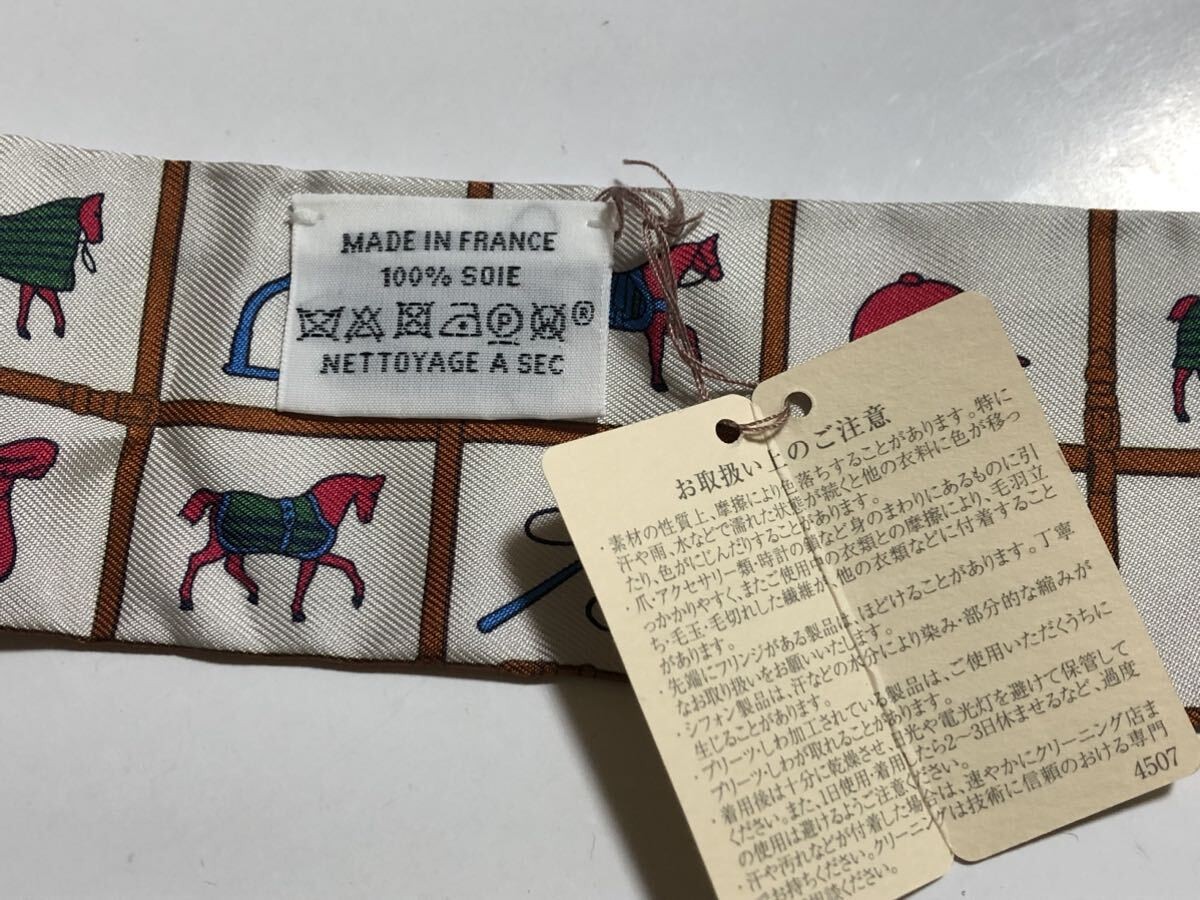 MADE IN FRANCE
100% SOIE
P
W
®
NETTOYAGE A SEC
お取扱い上のご注意
・素材の性質上、摩擦により色落ちすることがあります。特に
汗や雨、水などで濡れた状態が続くと他の衣料に色が移っ
たり、色がにじんだりすることがあります。
・爪・アクセサリー類・時計の など身のまわりにあるものに引
っかかりやすく、またご使用中の衣類との摩擦により、毛羽立
ち・毛玉・毛切れした繊維が、他の衣類などに付着すること
があります。
・先端にフリンジがある製品は、ほどけることがあります。丁寧
なお取り扱いをお願いいたします。
・シフォン製品は、汗などの水分により染み・部分的な縮みが
生じることがあります。
・プリーツ・しわ加工されている製品は、ご使用いただくうちに
プリーツ・しわが取れることがあります。
・着用後は十分に乾燥させ、日光や電光灯を避けて保管して
ください。また、1日使用・着用したら2〜3日休ませるなど、過度
の使用は避けるようご注意ください。
・汗や汚れなどが付着した場合は、速やかにクリーニング店ま
でお持ちください。クリーニングは技術に信頼のおける専門
相談ください。
4507